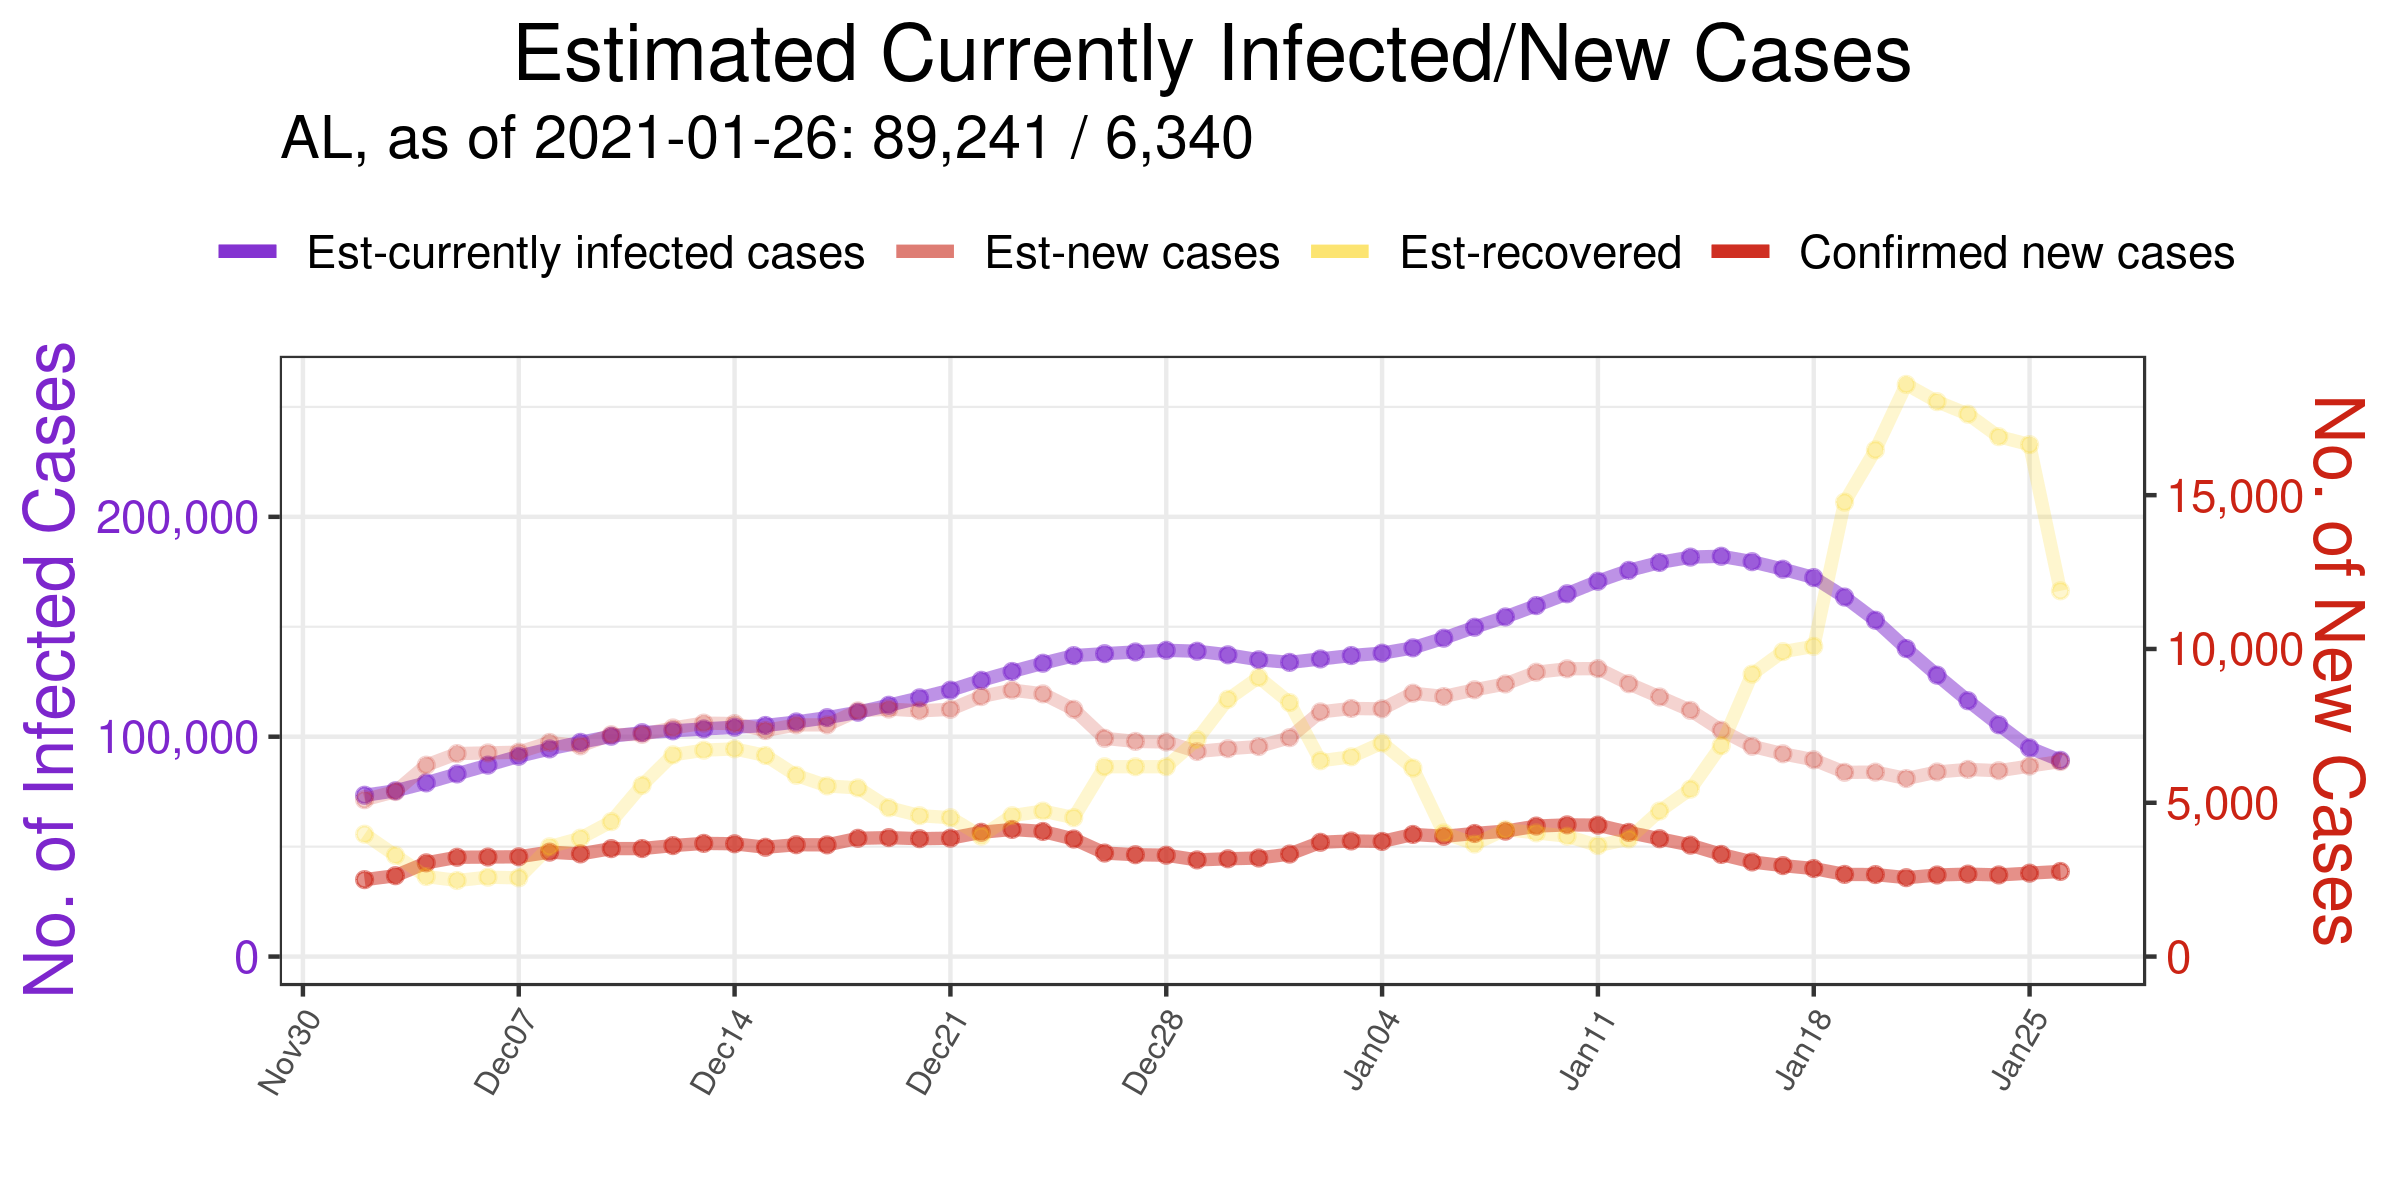 Estimated Currently Infected/New Cases
AL, as of 2021-01-26: 89,241 / 6,340
Est-currently infected cases Est-new cases Est-recovered Confirmed new cases
No. of Infected Cases
200,000
100,000
0
15,000
10,000
5,000
0
No. of New Cases
Nov30 Dec07 Dec14 Dec21 Dec28 Jan04 Jan11 Jan18 Jan25